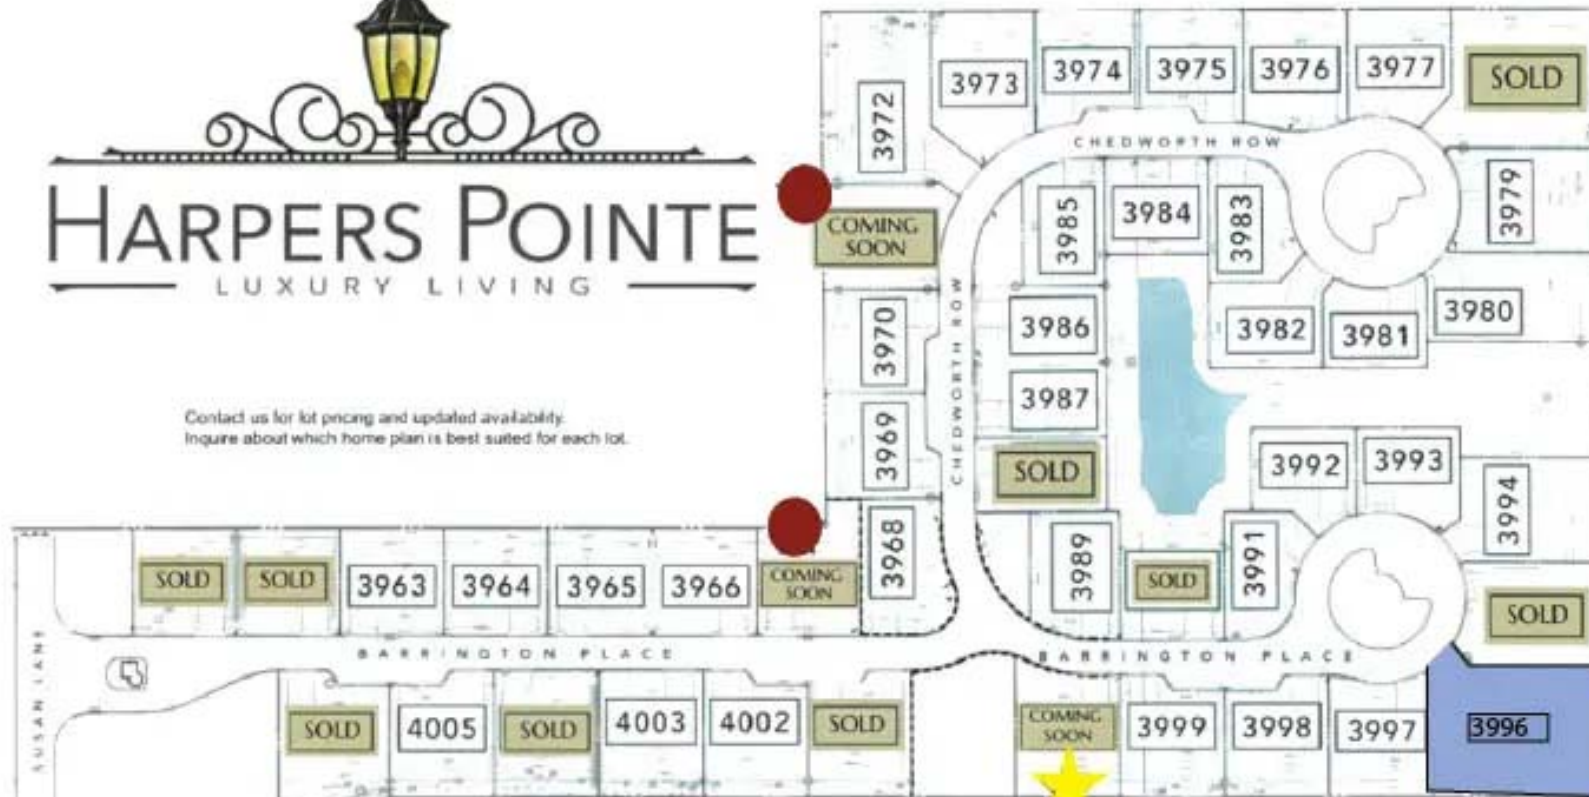 HARPERS POINTE
LUXURY LIVING
Contact us for lot pricing and updated availability.
Inquire about which home plan is best suited for each lot.
3972
3973
3974
3975
3976
3977
SOLD
CHEDWORTH ROW
3979
COMING
SOON
3985
3984
3983
3980
3982
3981
CHEDWORTH ROW
3970
3986
3987
3969
SOLD
3992
3993
3994
3968
3989
SOLD
3991
SOLD
SOLD
SOLD
3963
3964
3965
3966
COMING
SOON
BARRINGTON PLACE
BARRINGTON PLACE
SUSAN LANE
SOLD
4005
SOLD
4003
4002
SOLD
COMING
SOON
3999
3998
3997
3996